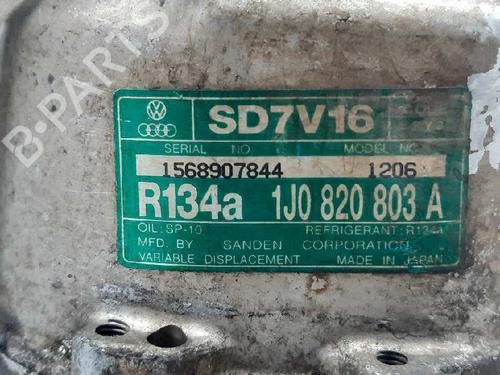 B-PARTS
SD7V16
SERIAL NO MODEL NO
1568907844 1206
R134a 1J0 820 803 A
OIL: SP-10 REFRIGERANT: R134a
MFD. BY SANDEN CORPORATION
VARIABLE DISPLACEMENT MADE IN JAPAN